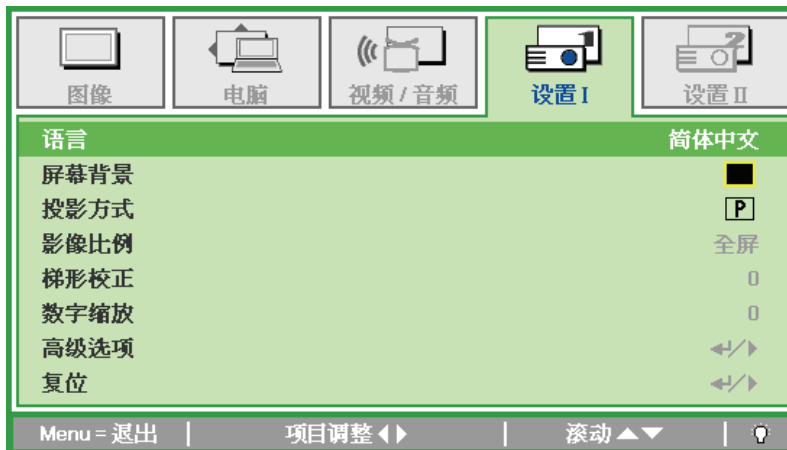 图像 电脑 视频 / 音频 设置 I 设置 II
语言 简体中文
屏幕背景
投影方式 P
影像比例 全屏
梯形校正 0
数字缩放 0
高级选项
复位
Menu = 退出 项目调整 滚动